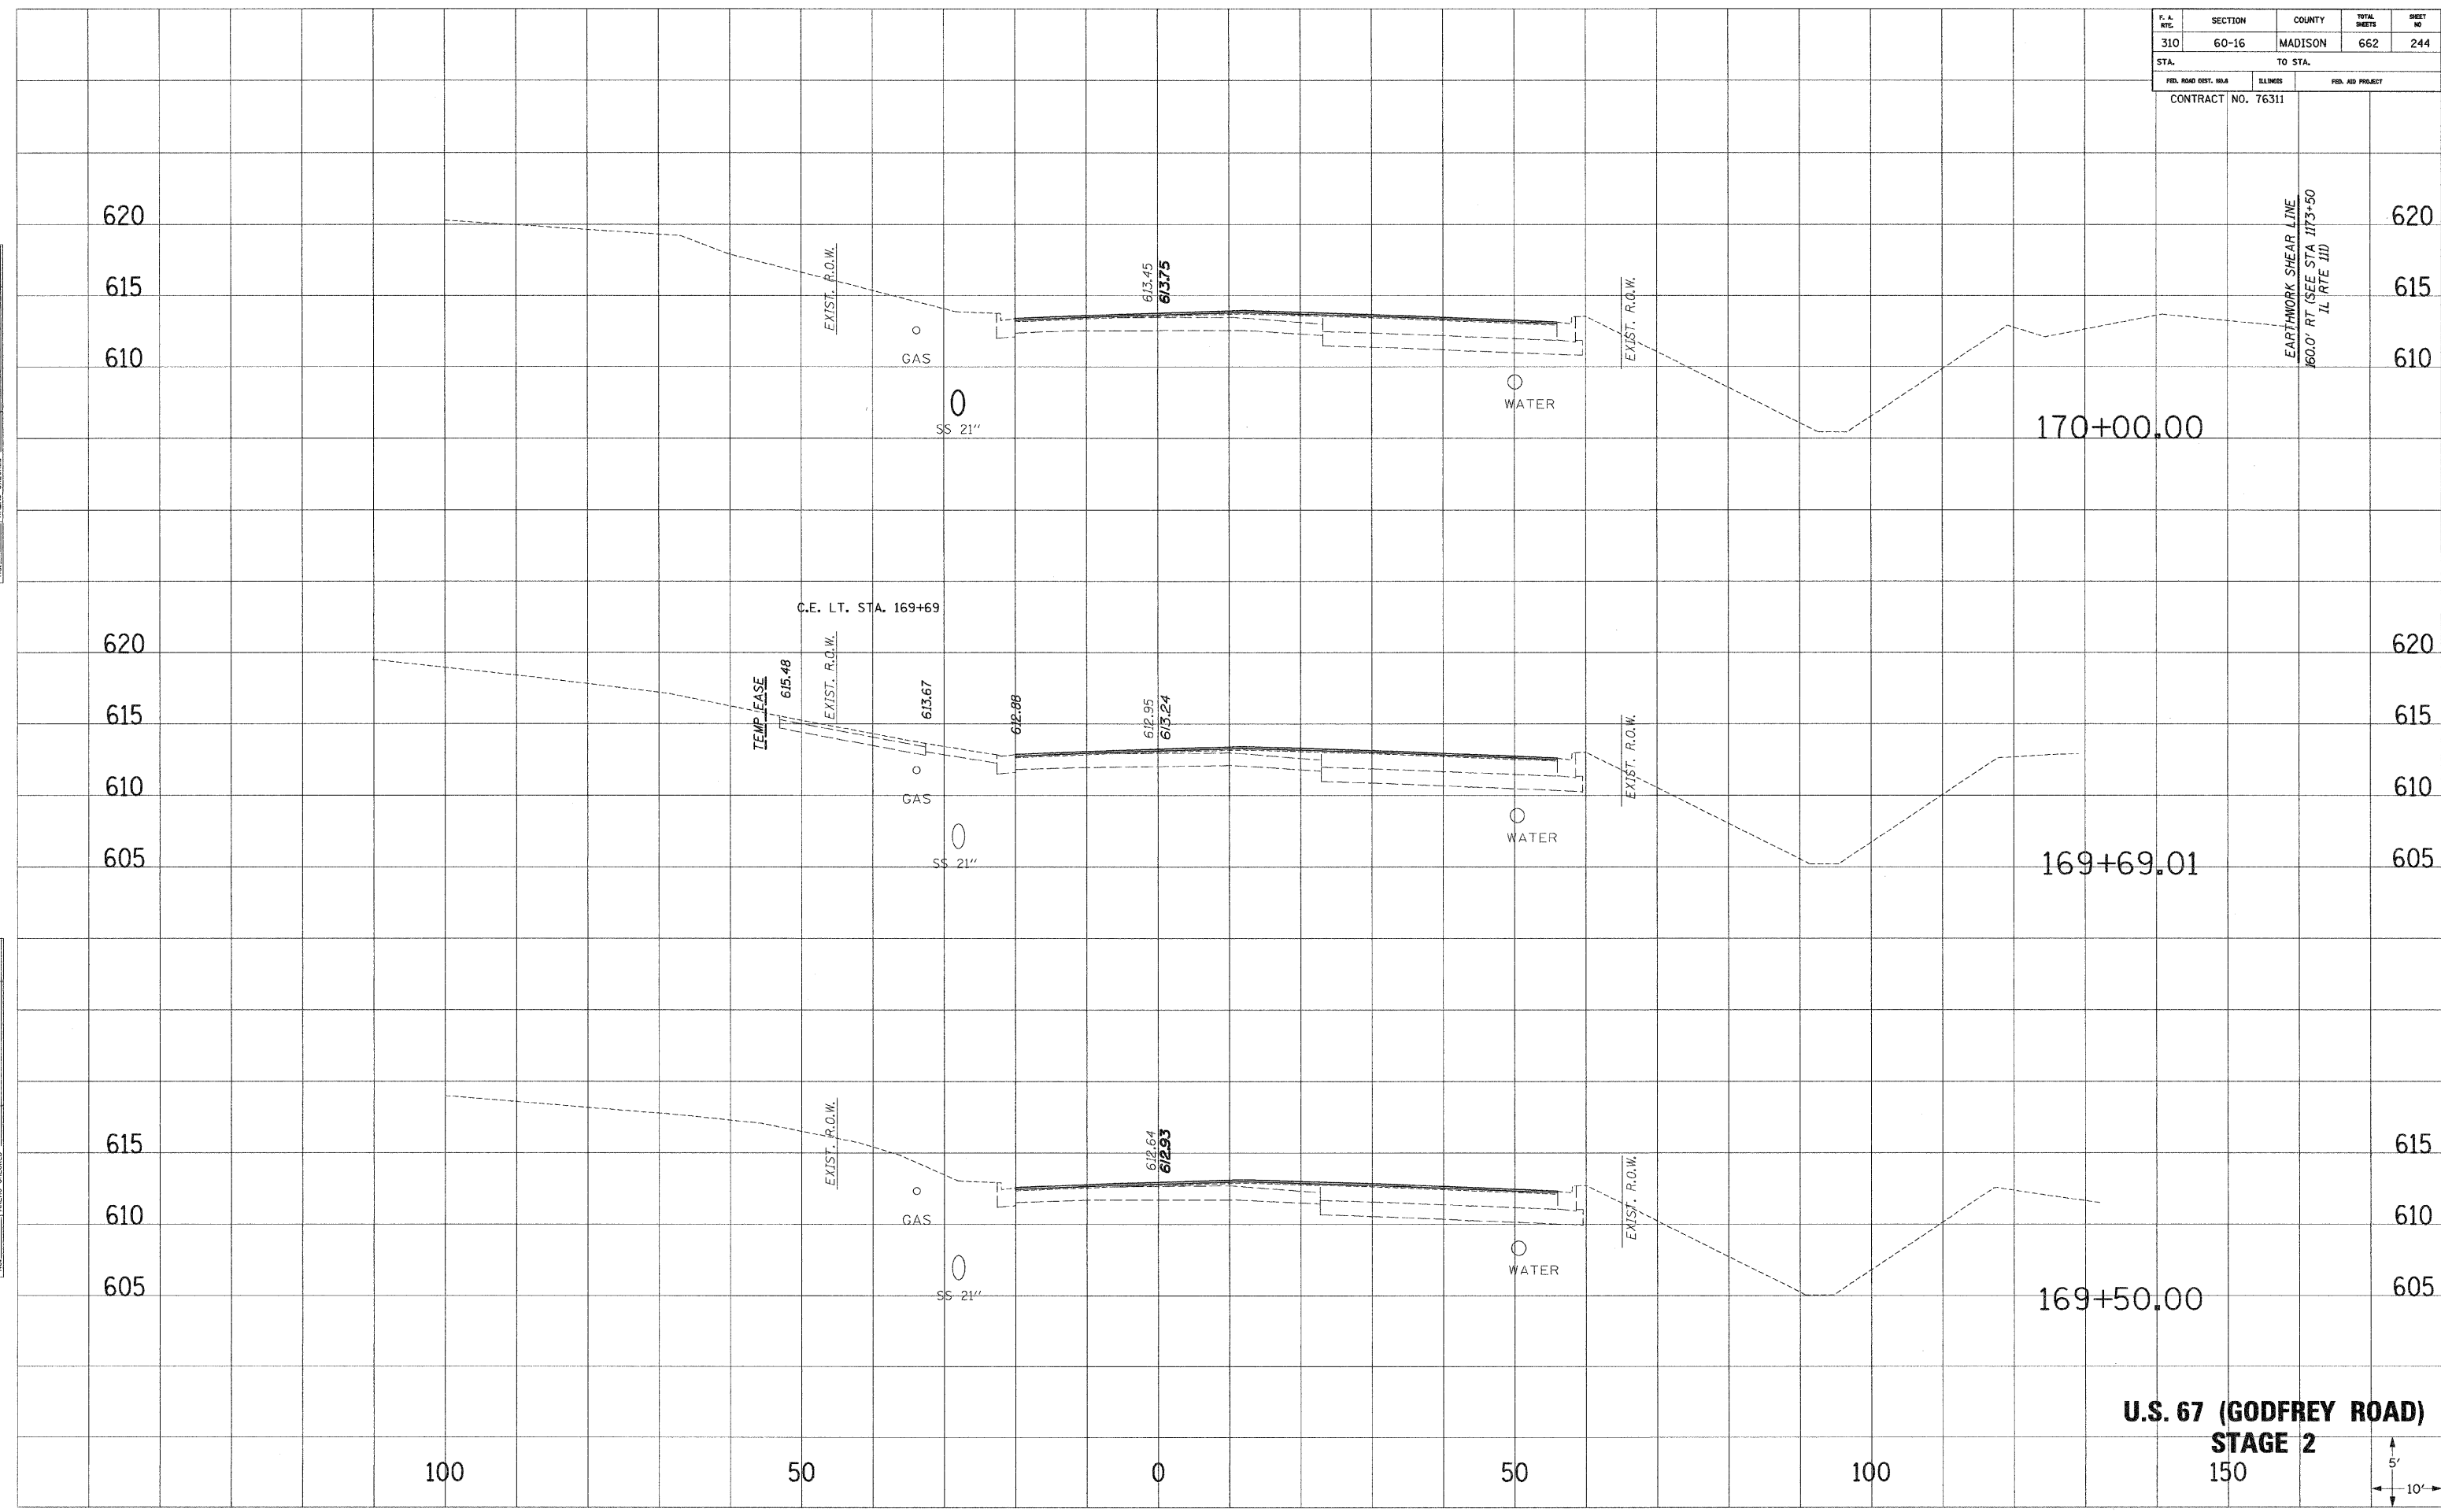 F. A. RTE. SECTION COUNTY TOTAL SHEETS SHEET NO
310 60-16 MADISON 662 244
STA. TO STA.
FED. ROAD DIST. NO. ILLINOIS FED. AID PROJECT
CONTRACT NO. 76311
620 620
615 615
610 610
EXIST. R.O.W.
613.45
613.75
EXIST. R.O.W.
EARTHWORK SHEAR LINE
160.0' RT (SEE STA 1173+50
IL RTE 111)
GAS
SS 21"
WATER
170+00.00
C.E. LT. STA. 169+69
620 620
615 615
610 610
605 605
TEMP EASE
615.48
EXIST. R.O.W.
613.67
612.88
612.95
613.24
EXIST. R.O.W.
GAS
SS 21"
WATER
169+69.01
615 615
610 610
605 605
EXIST. R.O.W.
612.64
612.93
EXIST. R.O.W.
GAS
SS 21"
WATER
169+50.00
U.S. 67 (GODFREY ROAD)
STAGE 2
100 50 0 50 100 150
5'
10'